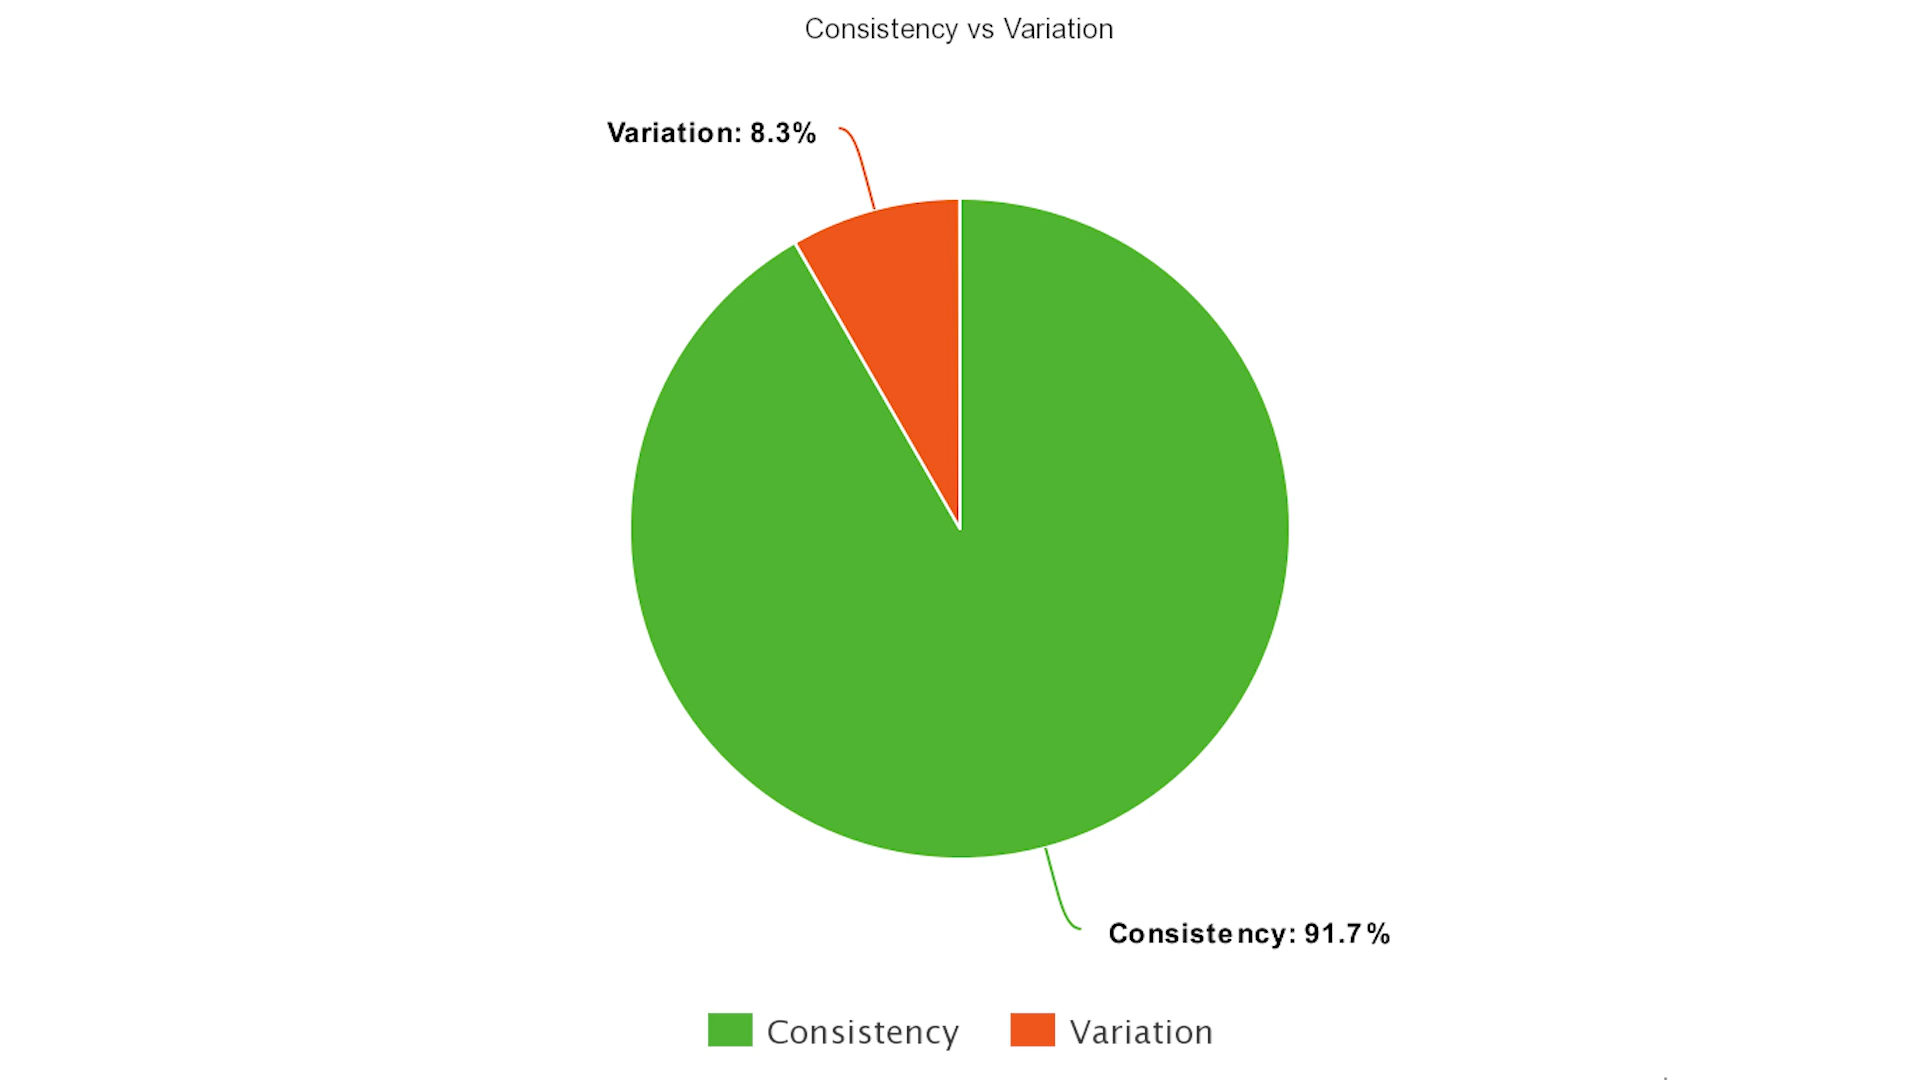 Consistency vs Variation
Variation: 8.3%
Consistency: 91.7%
Consistency
Variation